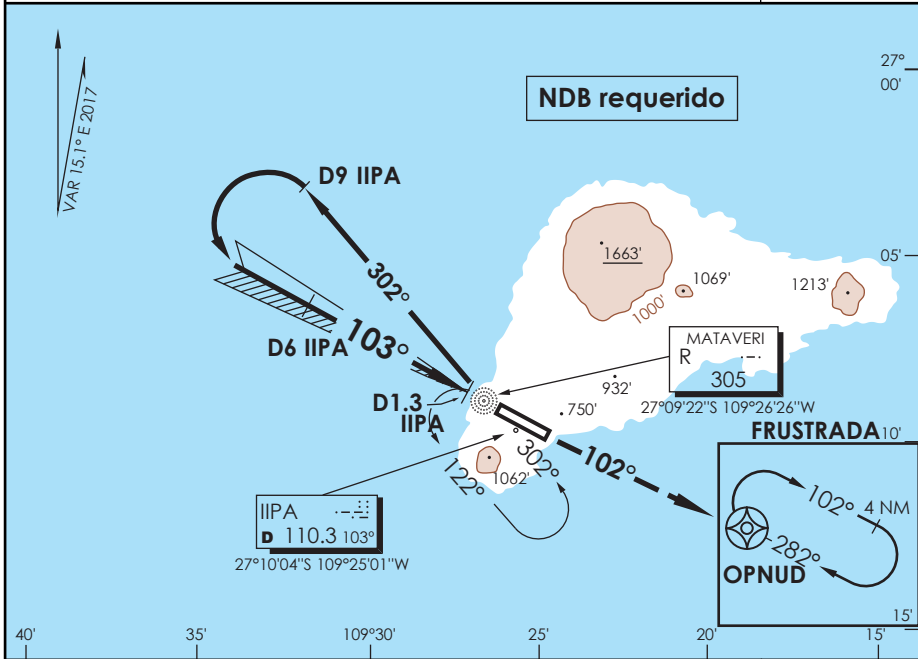 27°
00'
NDB requerido
VAR 15.1° E 2017
D9 IIPA
302°
1663'
05'
1069'
1213'
1000'
D6 IIPA
103°
MATAVERI
R
305
27°09'22"S 109°26'26"W
D1.3
IIPA
932'
750'
302°
102°
1062'
122°
FRUSTRADA
10'
102°
4 NM
282°
OPNUD
IIPA
D 110.3 103°
27°10'04"S 109°25'01"W
15'
40'
35'
109°30'
25'
20'
15'